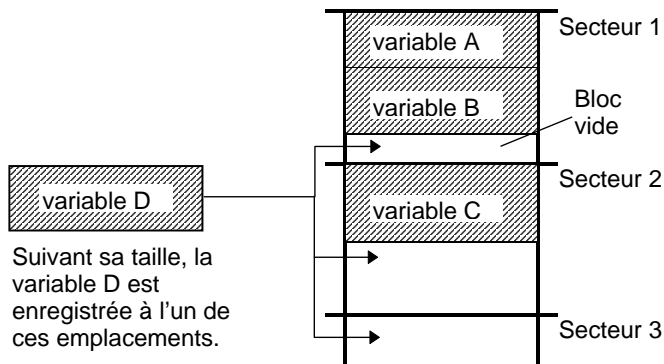 variable A
Secteur 1
variable B
Bloc
vide
Secteur 2
variable D
variable C
Suivant sa taille, la
variable D est
enregistrée à l'un de
ces emplacements.
Secteur 3